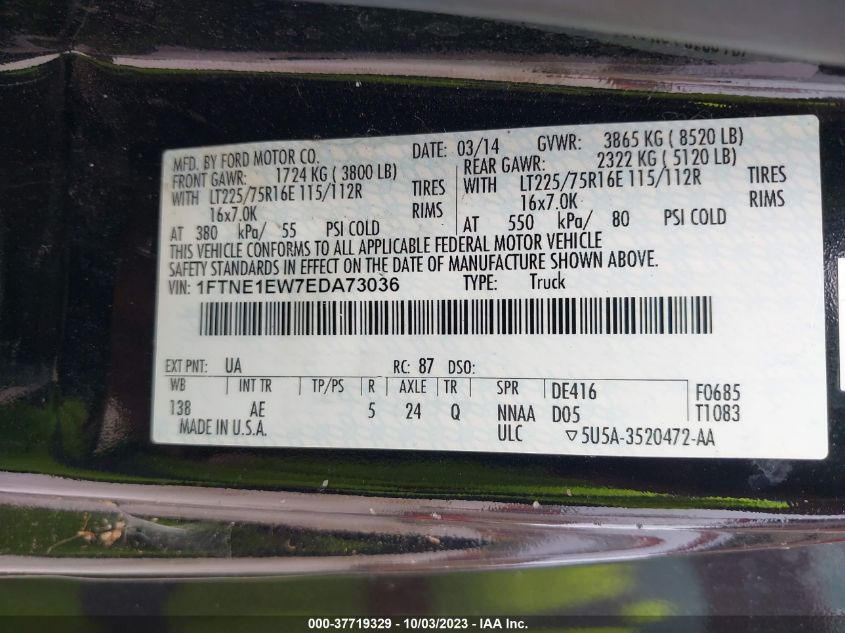 MFD. BY FORD MOTOR CO.
DATE: 03/14 GVWR: 3865 KG ( 8520 LB)
FRONT GAWR: 1724 KG ( 3800 LB) REAR GAWR: 2322 KG ( 5120 LB)
WITH LT225/75R16E 115/112R TIRES WITH LT225/75R16E 115/112R TIRES
16x7.0K RIMS 16x7.0K RIMS
AT 380 kPa/ 55 PSI COLD AT 550 kPa/ 80 PSI COLD
THIS VEHICLE CONFORMS TO ALL APPLICABLE FEDERAL MOTOR VEHICLE
SAFETY STANDARDS IN EFFECT ON THE DATE OF MANUFACTURE SHOWN ABOVE.
VIN: 1FTNE1EW7EDA73036 TYPE: Truck
EXT PNT: UA RC: 87 DSO:
WB INT TR TP/PS R AXLE TR SPR DE416 F0685
138 AE 5 24 Q NNAA D05 T1083
MADE IN U.S.A. ULC ▽5U5A-3520472-AA
000-37719329 - 10/03/2023 - IAA Inc.